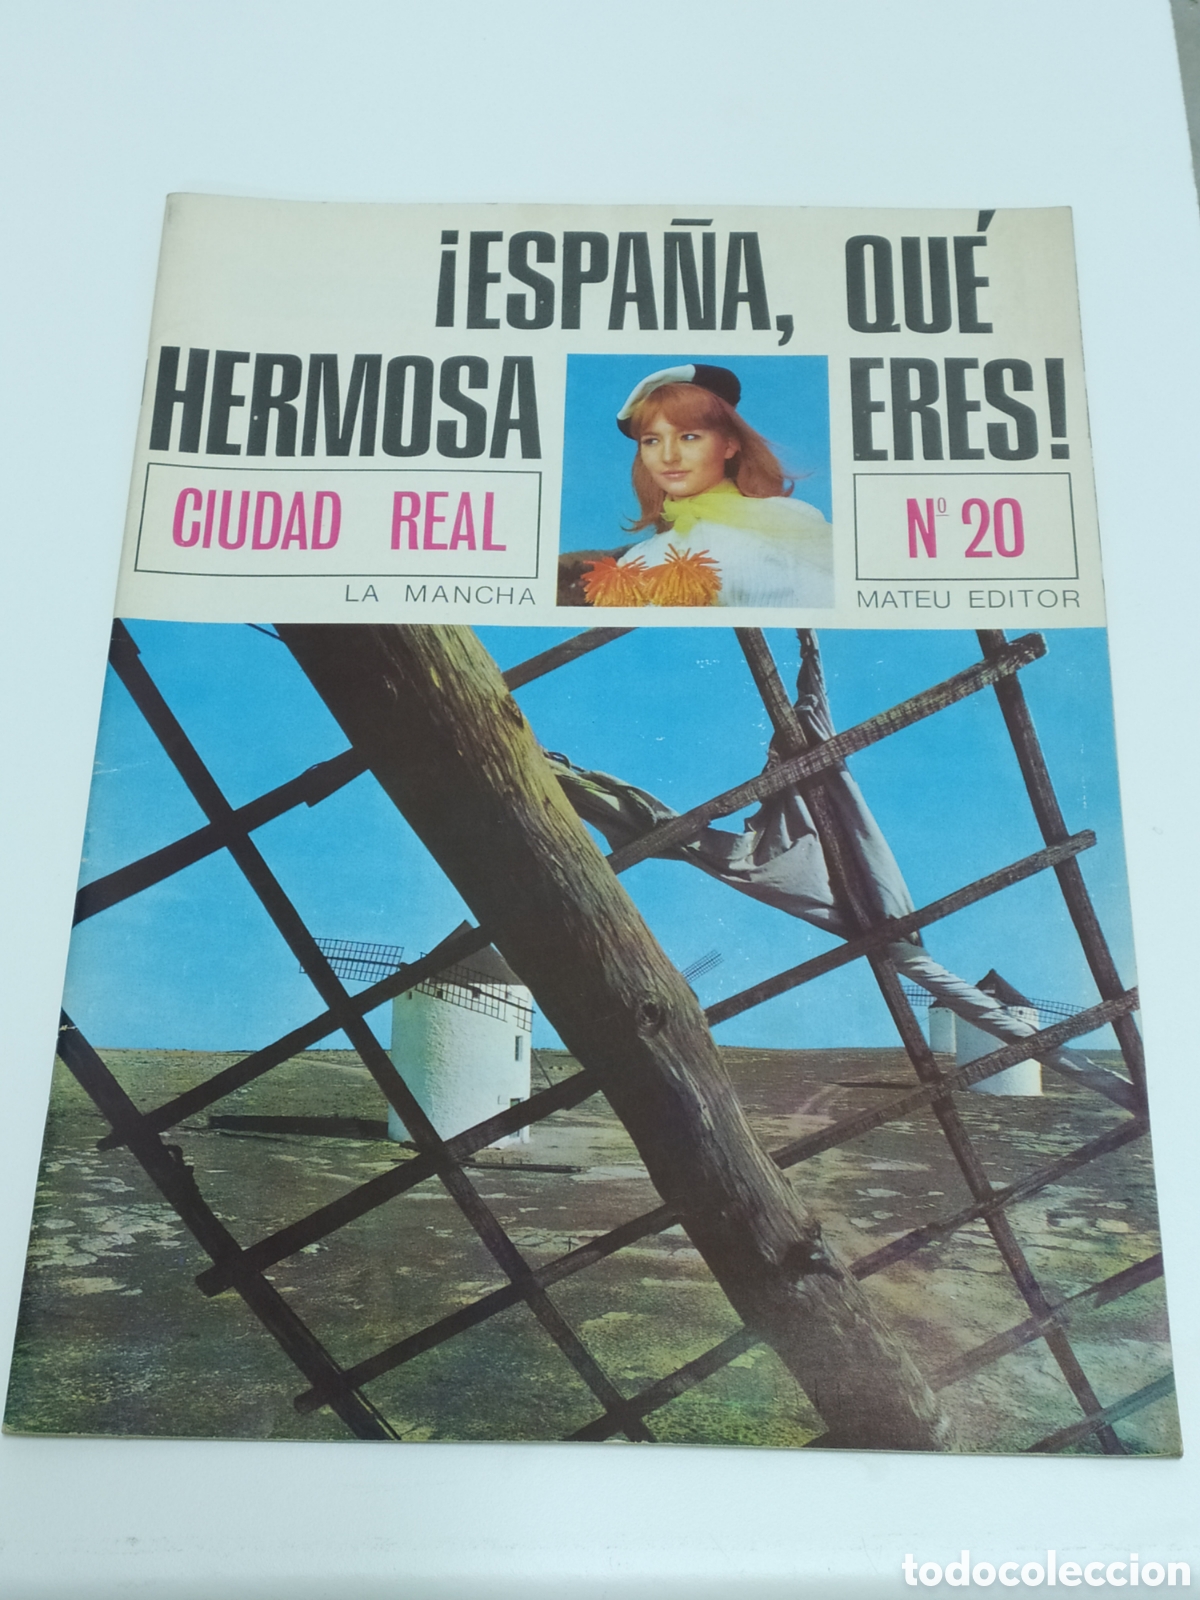 ¡ESPAÑA, QUÉ
HERMOSA ERES!
CIUDAD REAL
Nº 20
LA MANCHA
MATEU EDITOR
todocoleccion